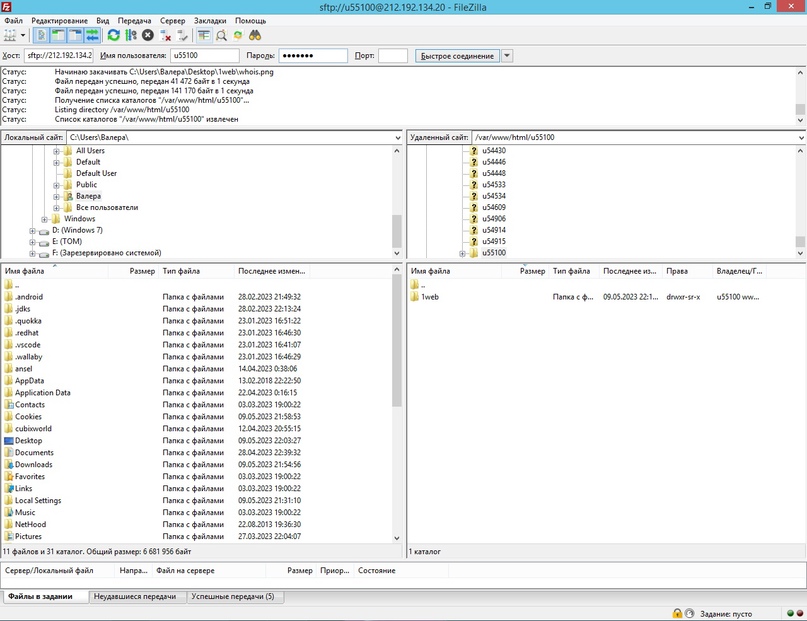 sftp://u55100@212.192.134.20 - FileZilla
Файл Редактирование Вид Передача Сервер Закладки Помощь
Хост: sftp://212.192.134.2 Имя пользователя: u55100 Пароль: ●●●●●●● Порт: Быстрое соединение
Статус: Начинаю закачивать C:\Users\Валера\Desktop\1web\whois.png
Статус: Файл передан успешно, передан 41 472 байт в 1 секунда
Статус: Файл передан успешно, передан 141 170 байт в 1 секунда
Статус: Получение списка каталогов "/var/www/html/u55100"...
Статус: Listing directory /var/www/html/u55100
Статус: Список каталогов "/var/www/html/u55100" извлечен
Локальный сайт: C:\Users\Валера\
All Users
Default
Default User
Public
Валера
Все пользователи
Windows
D: (Windows 7)
E: (TOM)
F: (Зарезервировано системой)
Удаленный сайт: /var/www/html/u55100
u54430
u54446
u54448
u54533
u54534
u54609
u54906
u54914
u54915
u55100
Имя файла Размер Тип файла Последнее измен...
..
.android Папка с файлами 28.02.2023 21:49:32
.jdks Папка с файлами 28.02.2023 22:13:24
.quokka Папка с файлами 23.01.2023 16:51:22
.redhat Папка с файлами 23.01.2023 16:46:30
.vscode Папка с файлами 23.01.2023 16:41:07
.wallaby Папка с файлами 23.01.2023 16:46:29
ansel Папка с файлами 14.04.2023 0:38:06
AppData Папка с файлами 13.02.2018 22:22:50
Application Data Папка с файлами 22.04.2023 0:16:15
Contacts Папка с файлами 03.03.2023 19:00:22
Cookies Папка с файлами 09.05.2023 21:58:53
cubixworld Папка с файлами 12.04.2023 20:55:15
Desktop Папка с файлами 09.05.2023 22:03:27
Documents Папка с файлами 28.04.2023 22:39:32
Downloads Папка с файлами 09.05.2023 21:54:56
Favorites Папка с файлами 03.03.2023 19:00:22
Links Папка с файлами 03.03.2023 19:00:22
Local Settings Папка с файлами 09.05.2023 21:31:10
Music Папка с файлами 03.03.2023 19:00:22
NetHood Папка с файлами 22.08.2013 19:36:30
Pictures Папка с файлами 27.03.2023 22:04:07
11 файлов и 31 каталог. Общий размер: 6 681 956 байт
Имя файла Размер Тип файла Последнее из... Права Владелец/Г...
..
1web Папка с ф... 09.05.2023 22:1... drwxr-sr-x u55100 ww...
1 каталог
Сервер/Локальный файл Напра... Файл на сервере Размер Приор... Состояние
Файлы в задании Неудавшиеся передачи Успешные передачи (5)
Задание: пусто